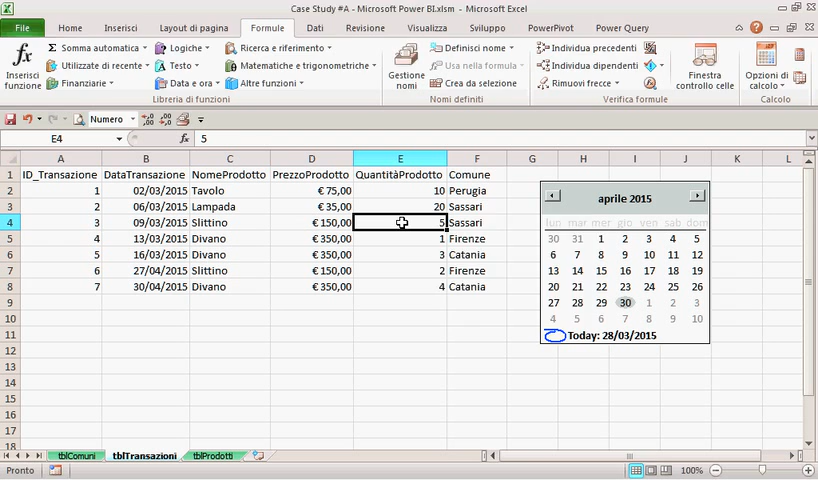 Case Study #A - Microsoft Power BI.xlsm - Microsoft Excel
File Home Inserisci Layout di pagina Formule Dati Revisione Visualizza Sviluppo PowerPivot Power Query
Inserisci funzione
Somma automatica
Utilizzate di recente
Finanziarie
Logiche
Testo
Data e ora
Ricerca e riferimento
Matematiche e trigonometriche
Altre funzioni
Libreria di funzioni
Gestione nomi
Definisci nome
Usa nella formula
Crea da selezione
Nomi definiti
Individua precedenti
Individua dipendenti
Rimuovi frecce
Finestra controllo celle
Verifica formule
Opzioni di calcolo
Calcolo
Numero
E4 fx 5
A B C D E F G H I J K L
1 ID_Transazione DataTransazione NomeProdotto PrezzoProdotto QuantitàProdotto Comune
2 1 02/03/2015 Tavolo € 75,00 10 Perugia
3 2 06/03/2015 Lampada € 35,00 20 Sassari
4 3 09/03/2015 Slittino € 150,00 5 Sassari
5 4 13/03/2015 Divano € 350,00 1 Firenze
6 5 16/03/2015 Divano € 350,00 3 Catania
7 6 27/04/2015 Slittino € 150,00 2 Firenze
8 7 30/04/2015 Divano € 350,00 4 Catania
9
10
11
12
13
14
15
16
17
18
aprile 2015
lun mar mer gio ven sab dom
30 31 1 2 3 4 5
6 7 8 9 10 11 12
13 14 15 16 17 18 19
20 21 22 23 24 25 26
27 28 29 30 1 2 3
4 5 6 7 8 9 10
Today: 28/03/2015
tblComuni tblTransazioni tblProdotti
Pronto 100%